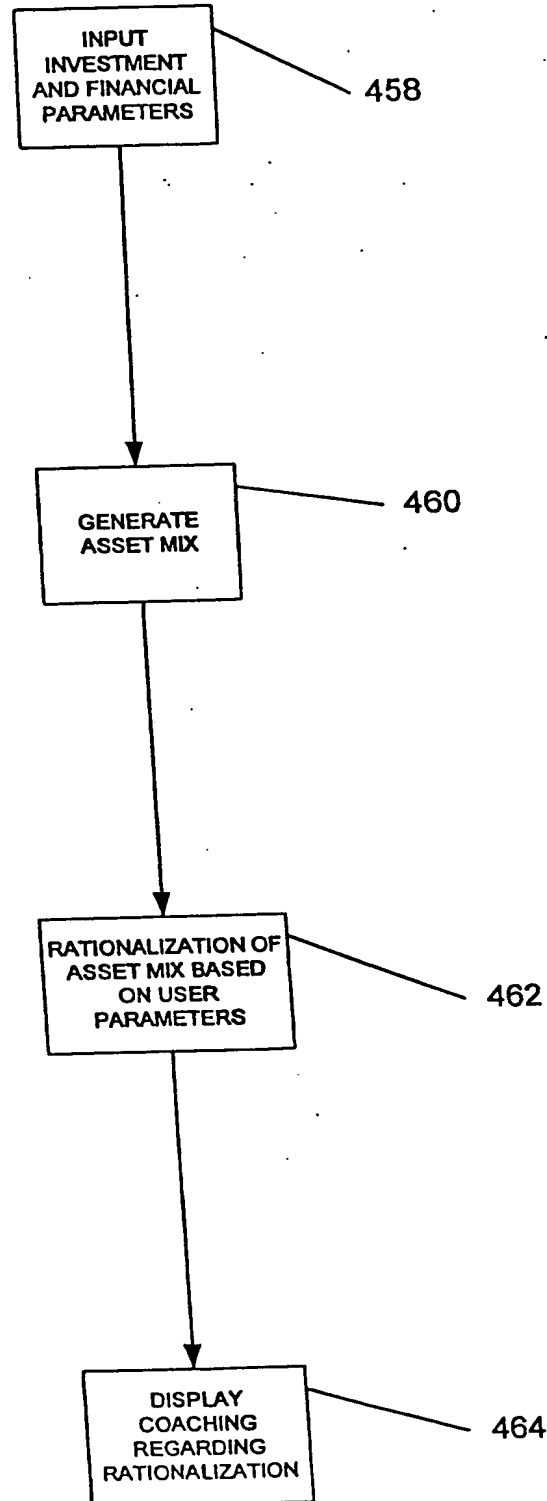 INPUT
INVESTMENT
AND FINANCIAL
PARAMETERS
458
GENERATE
ASSET MIX
460
RATIONALIZATION OF
ASSET MIX BASED
ON USER
PARAMETERS
462
DISPLAY
COACHING
REGARDING
RATIONALIZATION
464